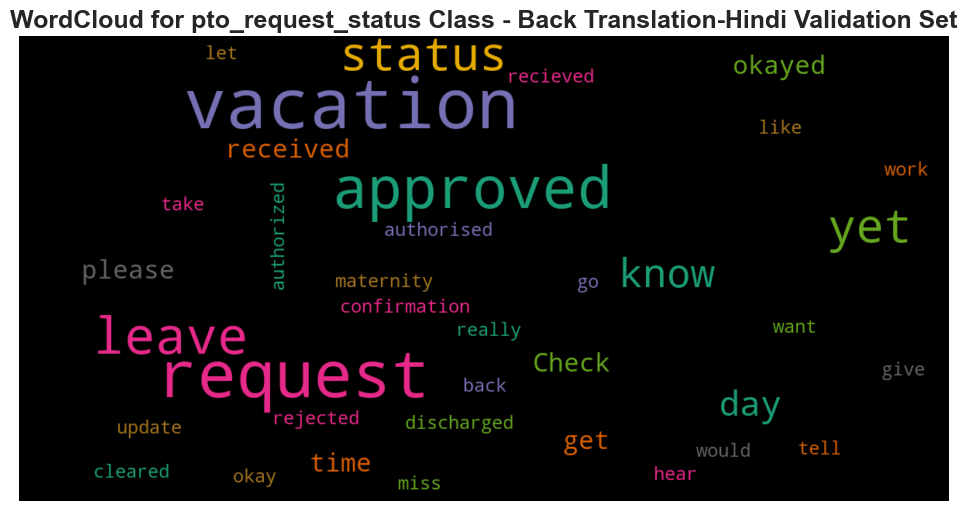 WordCloud for pto_request_status Class - Back Translation-Hindi Validation Set
let
status
recieved
okayed
vacation
like
received
work
approved
take
authorized
authorised
yet
please
maternity
go
know
confirmation
leave
really
want
request
Check
give
back
day
rejected
discharged
update
get
would
tell
time
cleared
okay
miss
hear